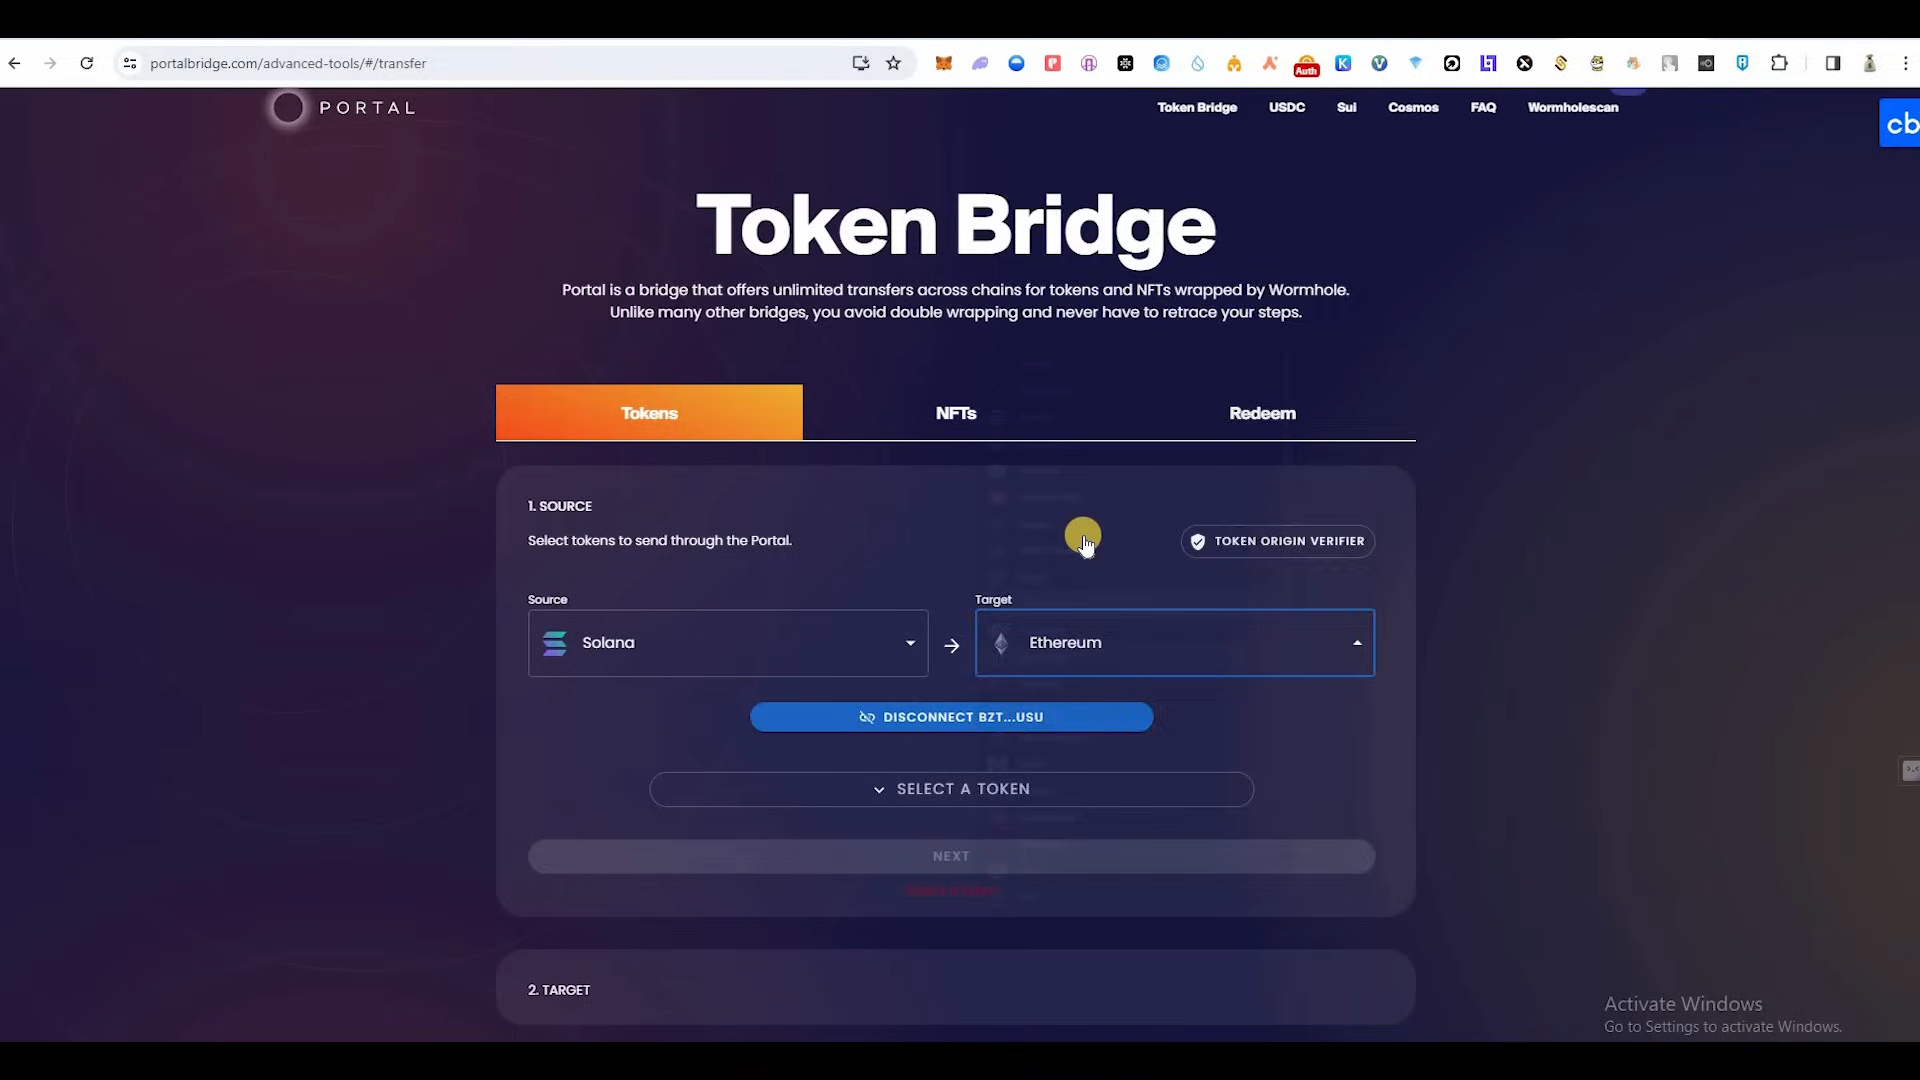 portalbridge.com/advanced-tools/#/transfer
Auth
PORTAL
Token Bridge
USDC
Sui
Cosmos
FAQ
Wormholescan
cb
Token Bridge
Portal is a bridge that offers unlimited transfers across chains for tokens and NFTs wrapped by Wormhole.
Unlike many other bridges, you avoid double wrapping and never have to retrace your steps.
Tokens
NFTs
Redeem
1. SOURCE
Select tokens to send through the Portal.
TOKEN ORIGIN VERIFIER
Source
Target
Solana
Ethereum
DISCONNECT BZT...USU
SELECT A TOKEN
NEXT
2. TARGET
Activate Windows
Go to Settings to activate Windows.